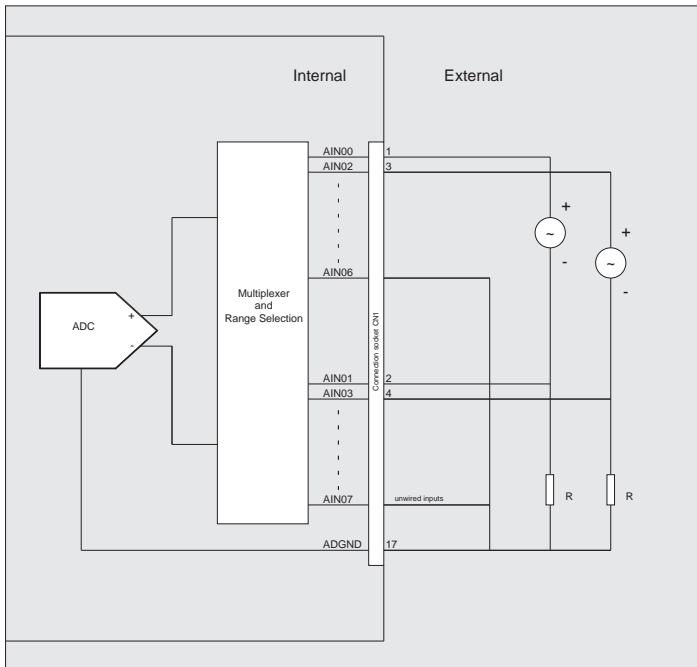 Internal
External
AIN00
1
AIN02
3
+
~
-
+
~
-
AIN06
Multiplexer
and
Range Selection
ADC
+
-
Connection socket CN1
AIN01
2
AIN03
4
R
R
AIN07
unwired inputs
ADGND
17